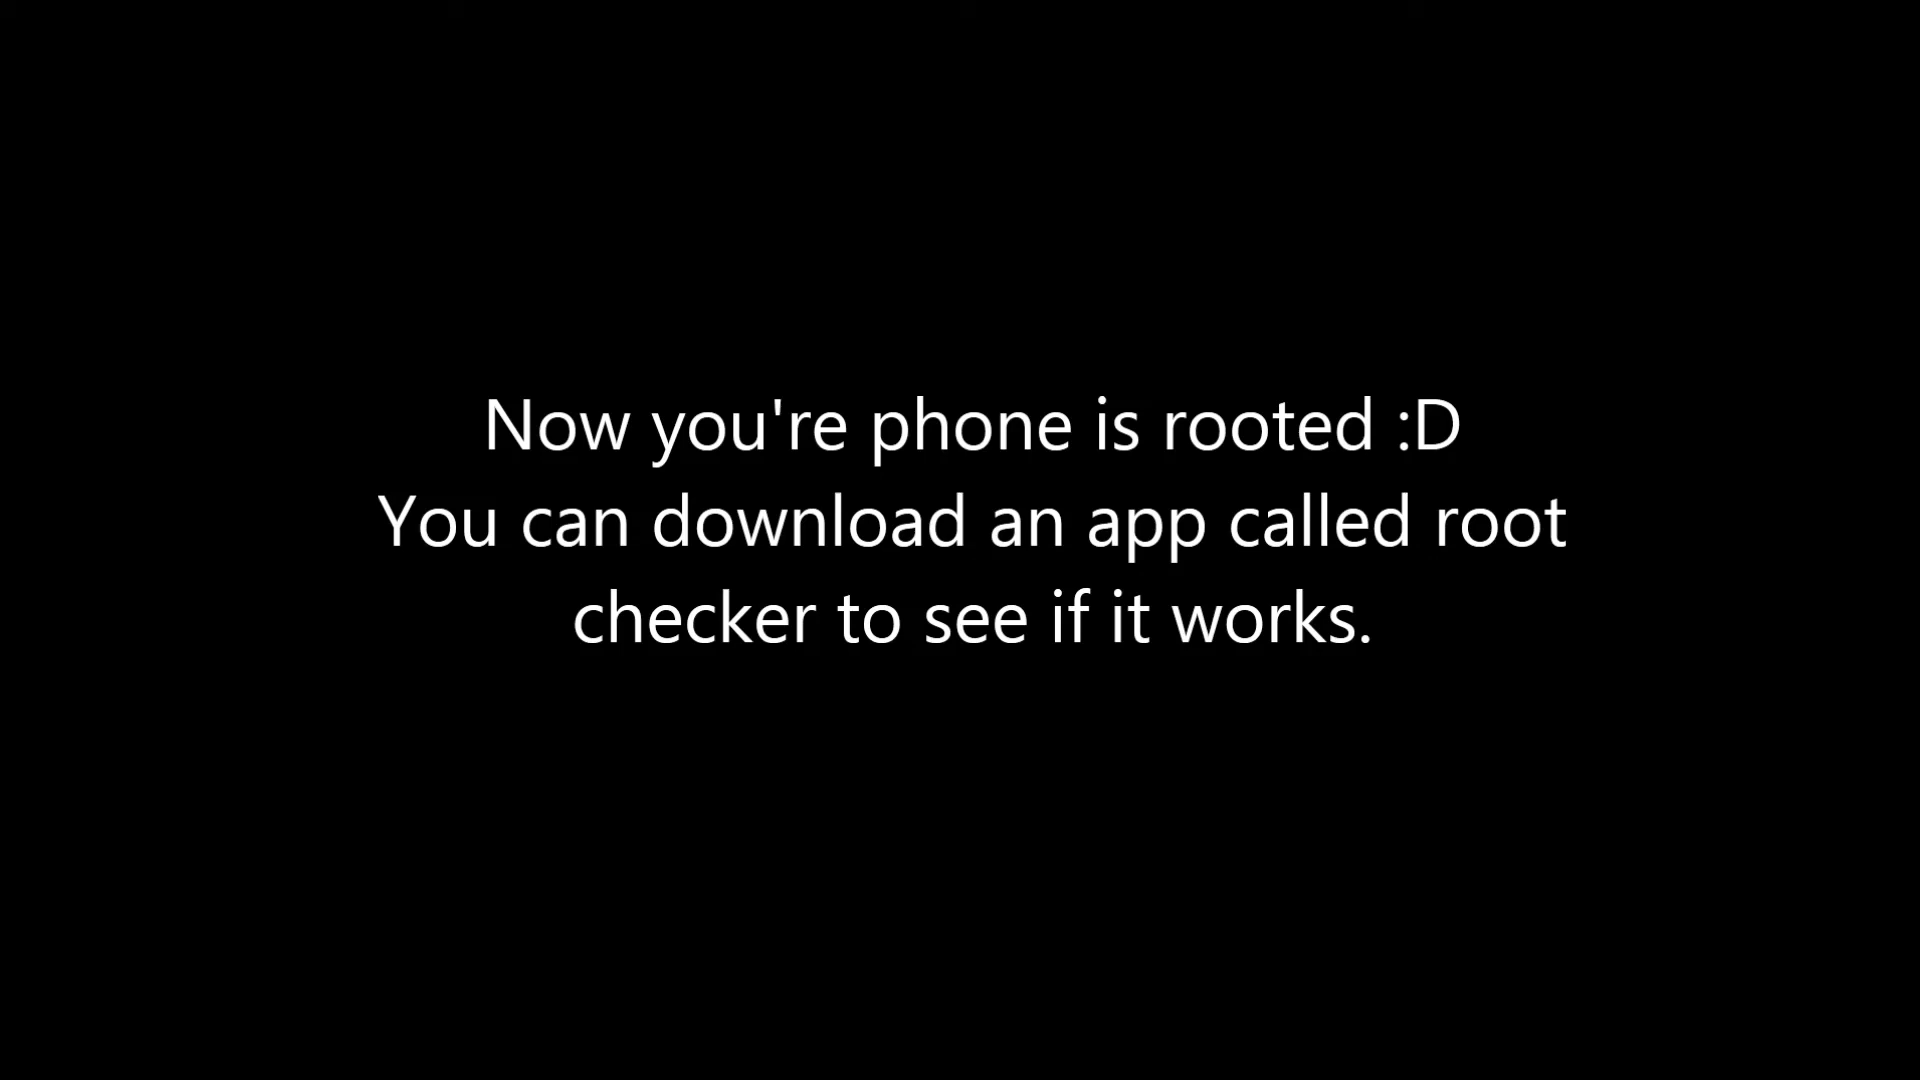 Now you're phone is rooted :D
You can download an app called root
checker to see if it works.